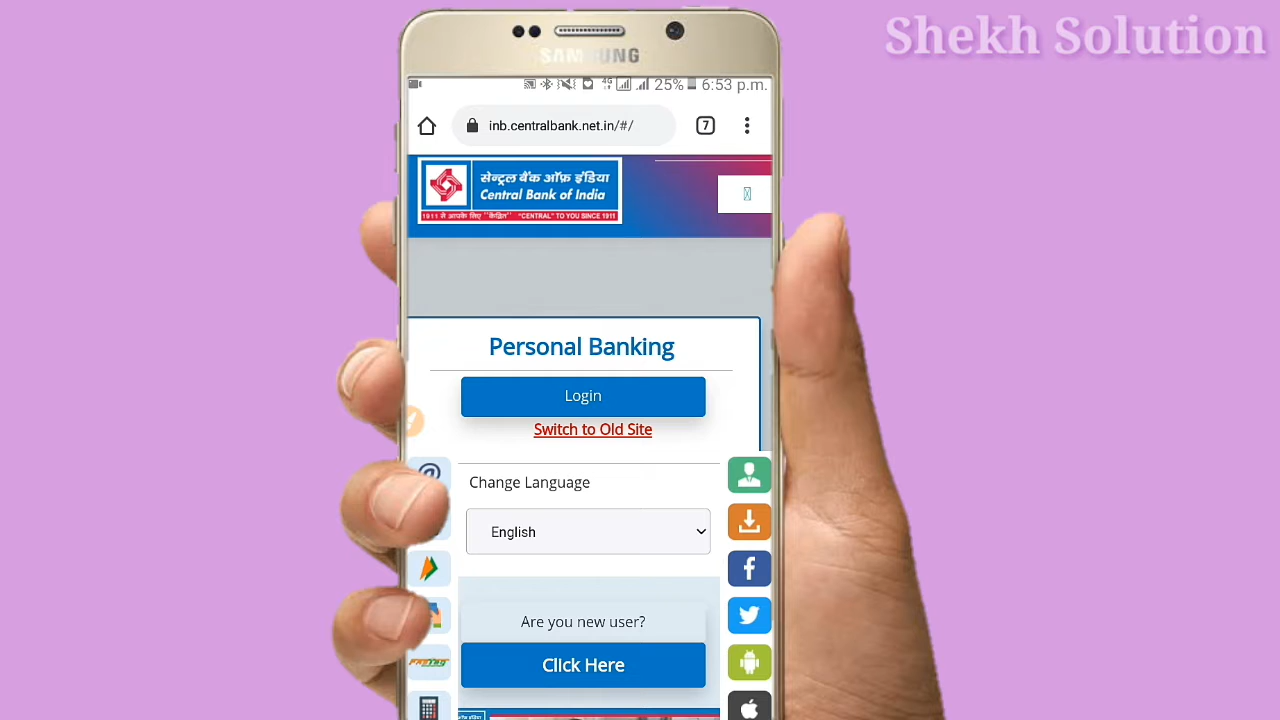 Shekh Solution
SAMSUNG
4G 25% 6:53 p.m.
inb.centralbank.net.in/#/ 7
सेन्ट्रल बैंक ऑफ़ इंडिया
Central Bank of India
1911 से आपके लिए "केंद्रित" "CENTRAL" TO YOU SINCE 1911
Personal Banking
Login
Switch to Old Site
Change Language
English
Are you new user?
Click Here